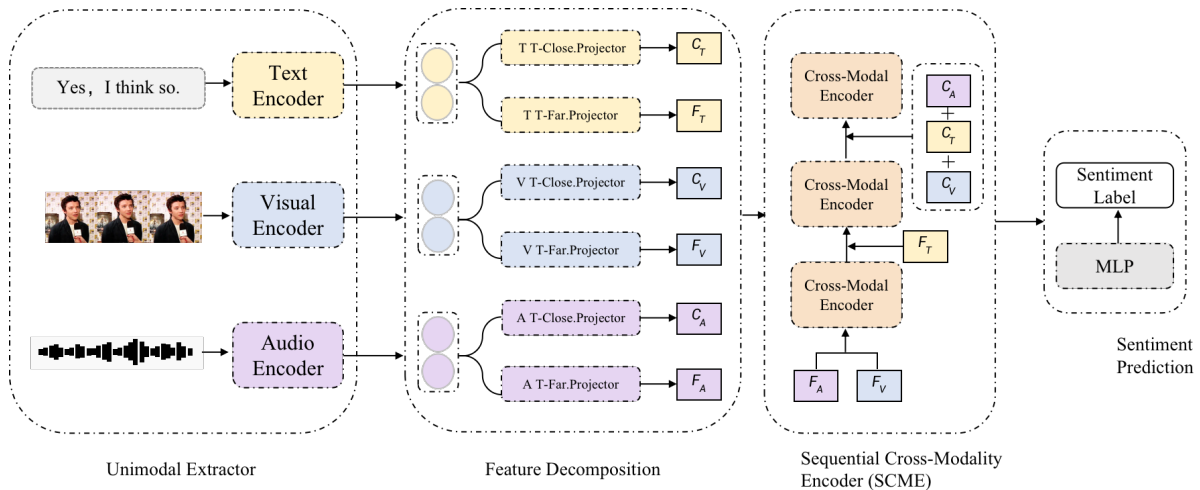 Yes，I think so.
Text
Encoder
Visual
Encoder
Audio
Encoder
Unimodal Extractor
T T-Close.Projector
C_T
T T-Far.Projector
F_T
V T-Close.Projector
C_V
V T-Far.Projector
F_V
A T-Close.Projector
C_A
A T-Far.Projector
F_A
Feature Decomposition
Cross-Modal
Encoder
C_A
+
C_T
+
C_V
Cross-Modal
Encoder
F_T
Cross-Modal
Encoder
F_A
F_V
Sequential Cross-Modality
Encoder (SCME)
Sentiment
Label
MLP
Sentiment
Prediction